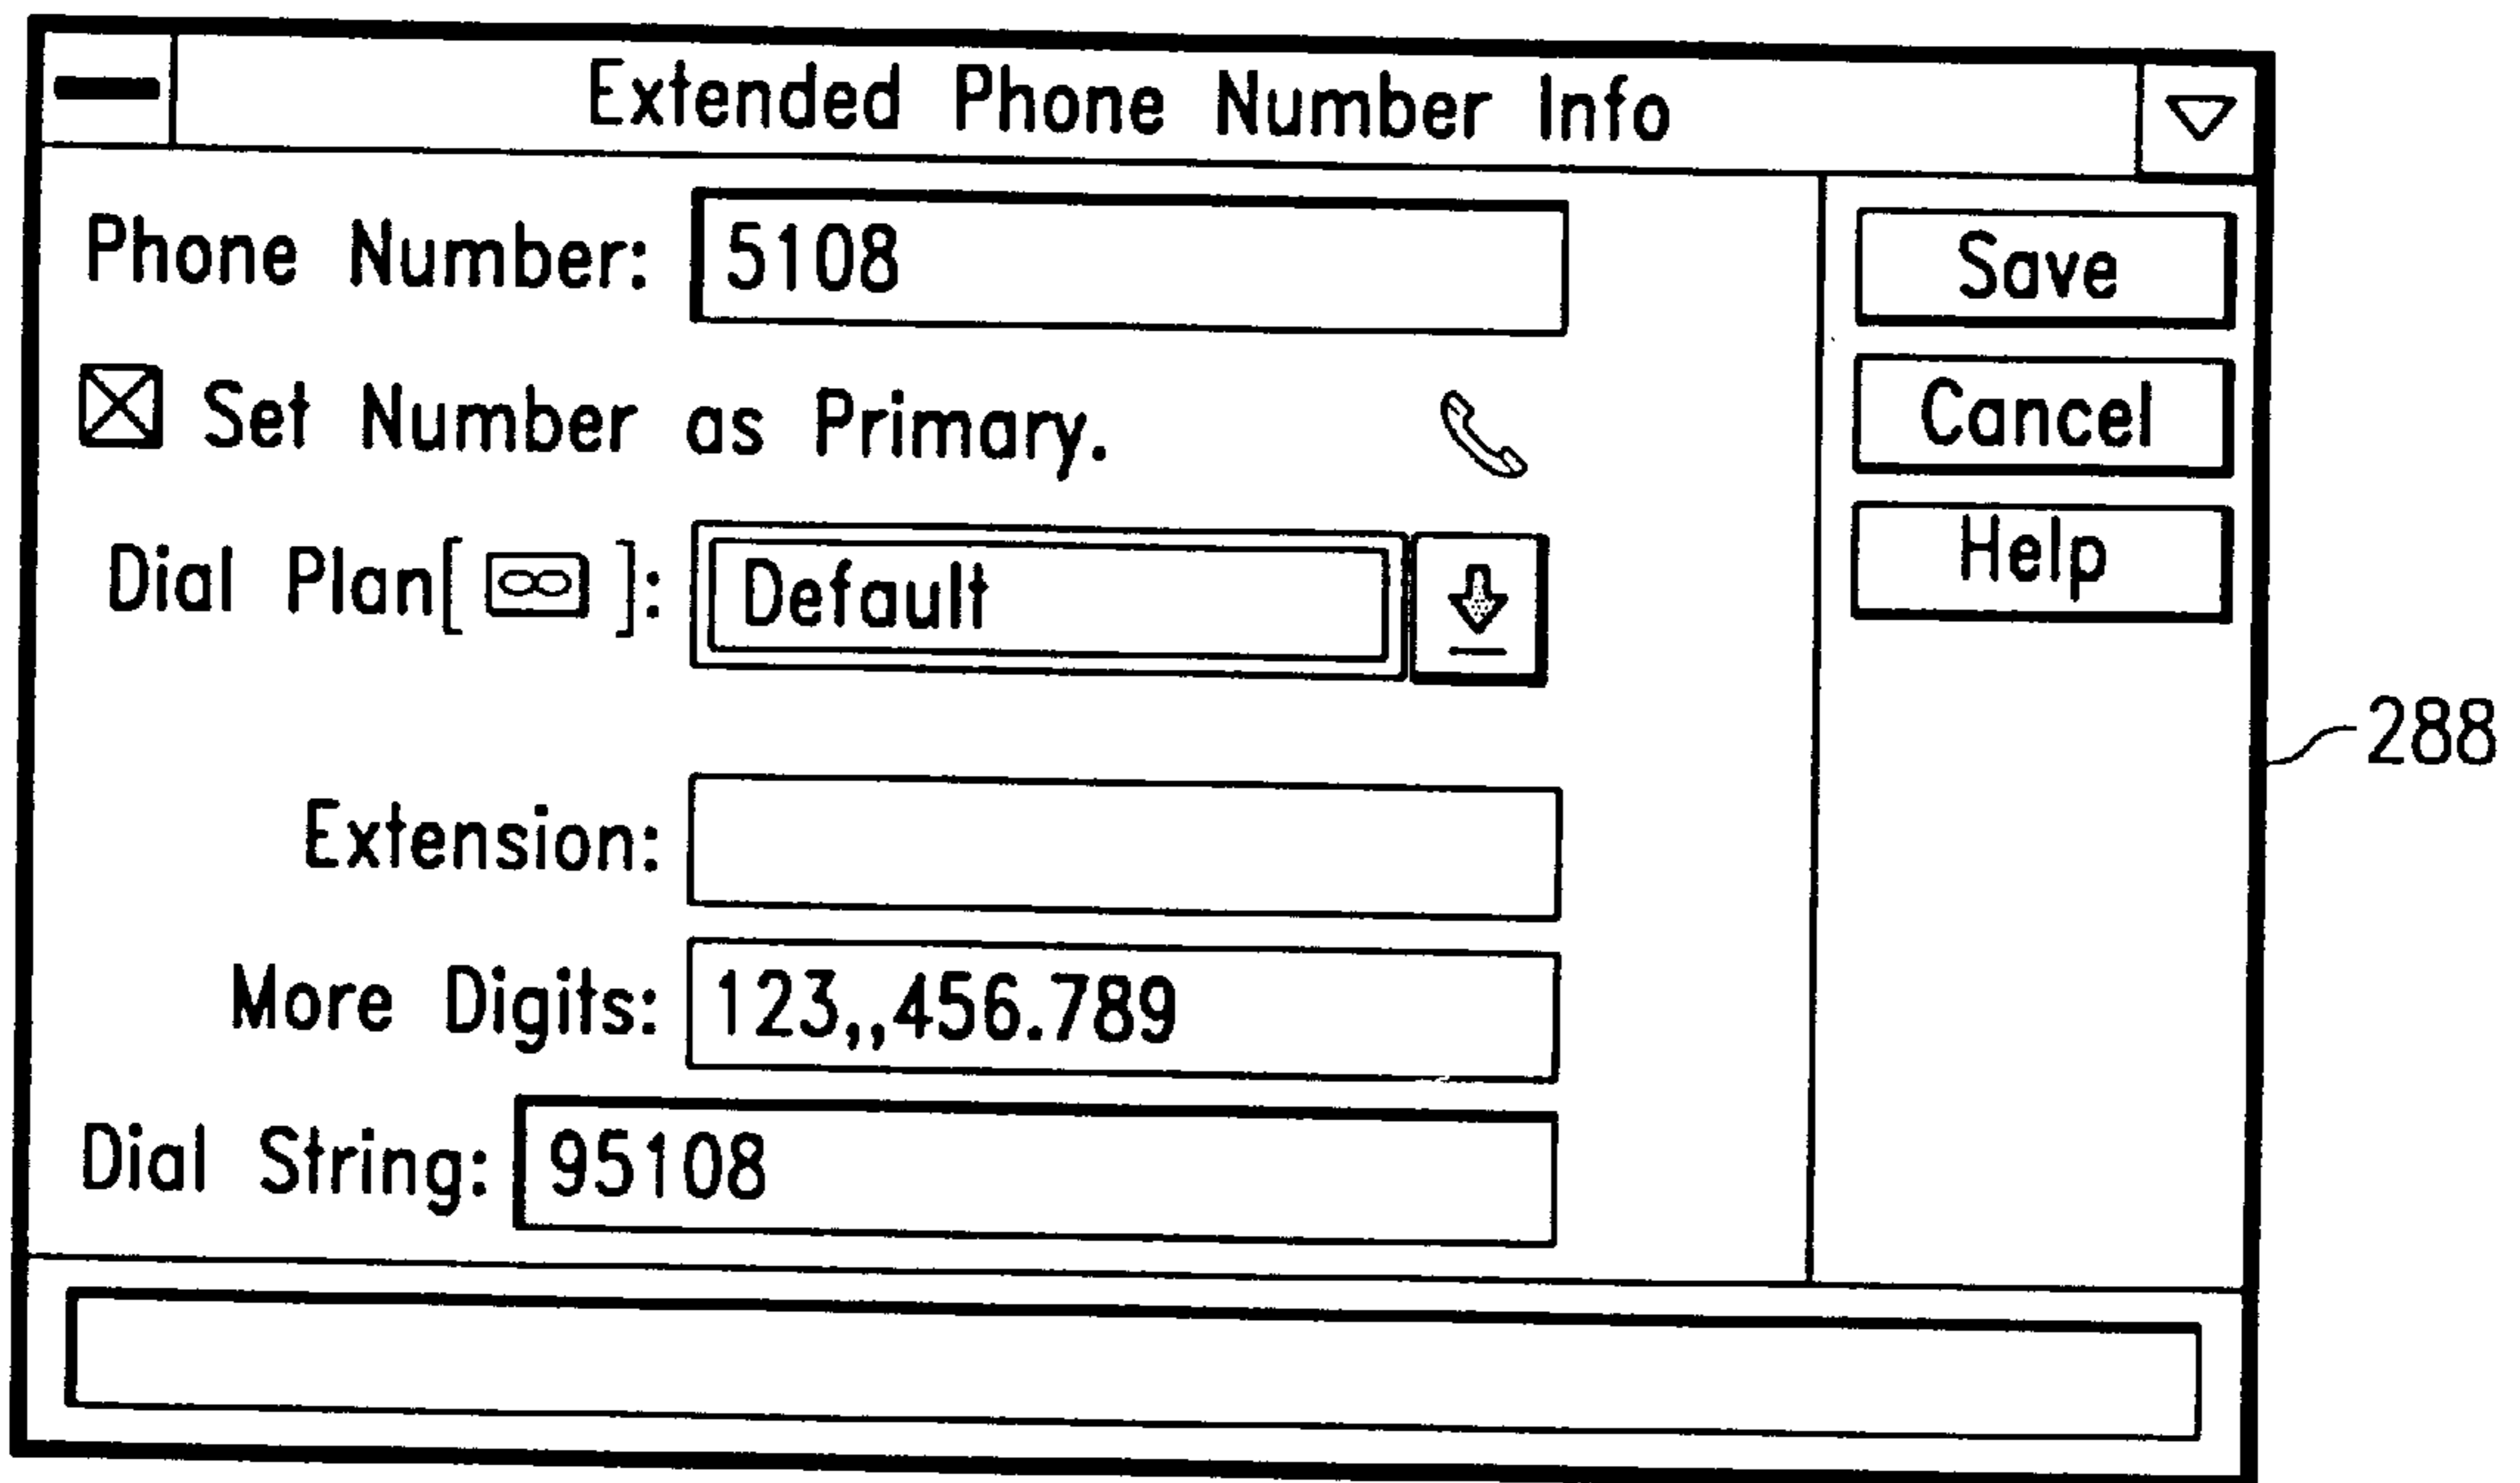 Extended Phone Number Info
Phone Number: 5108
Save
Set Number as Primary.
Cancel
Dial Plan[ ]: Default
Help
288
Extension:
More Digits: 123,,456.789
Dial String: 95108